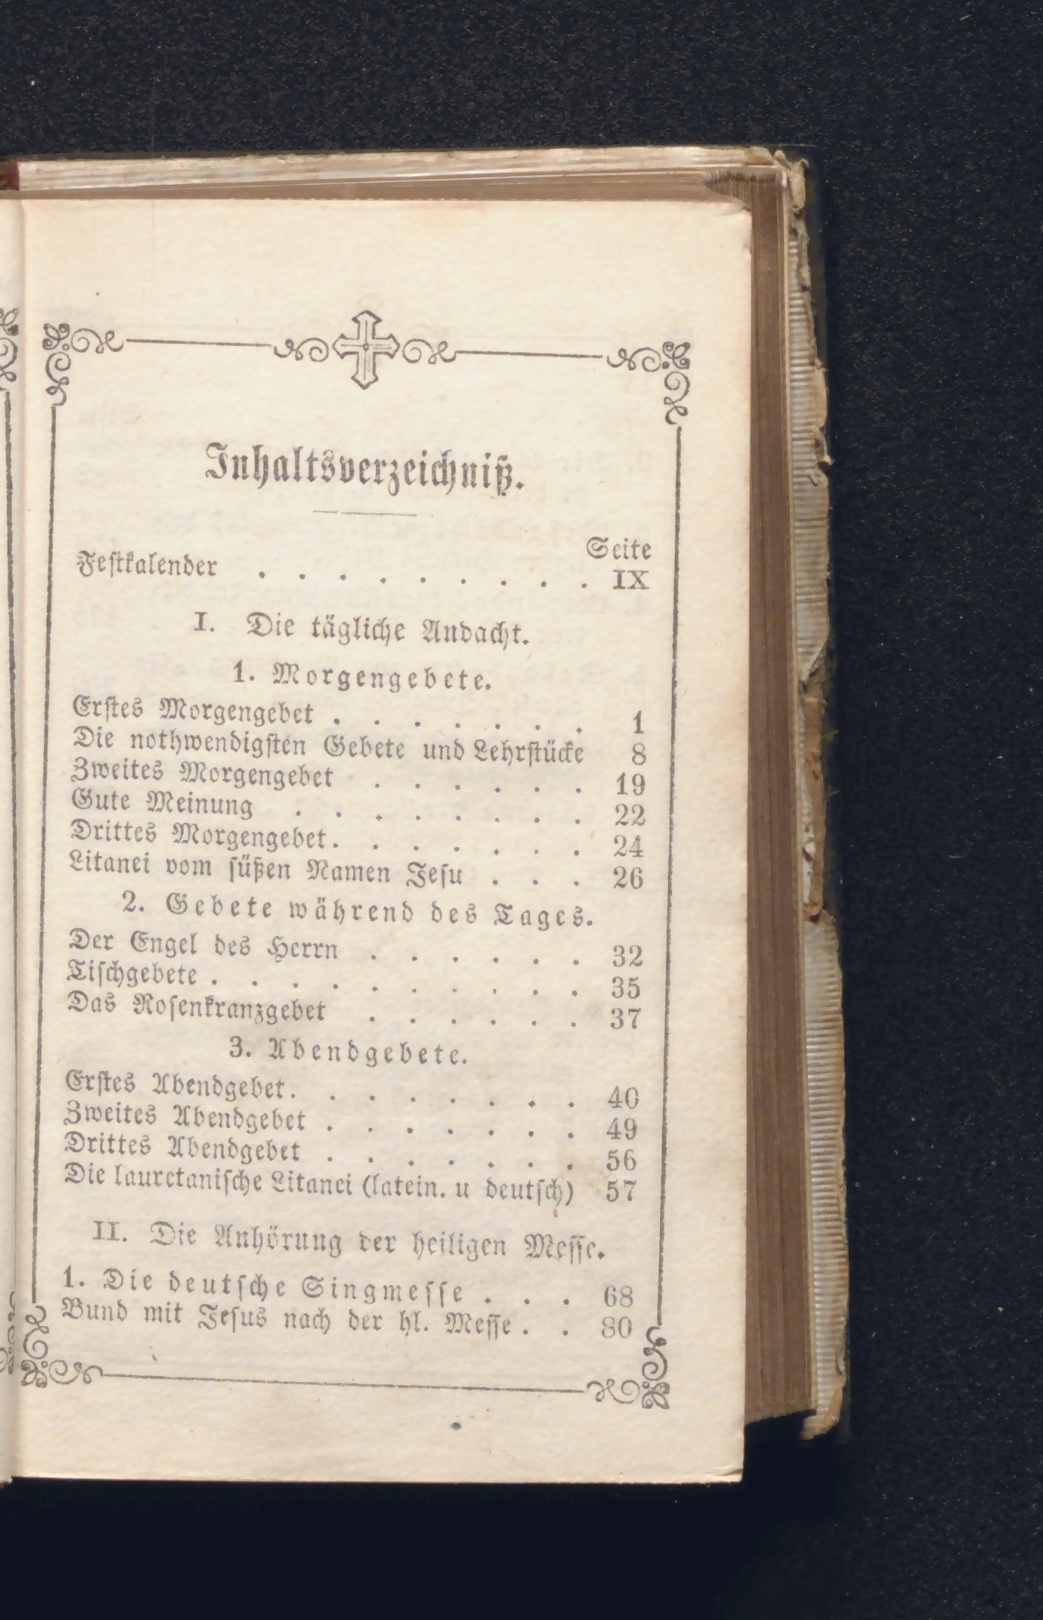 Inhaltsverzeichniß.
Seite
Festkalender . . . . . . . . . IX
I. Die tägliche Andacht.
1. Morgengebete.
Erstes Morgengebet . . . . . . . 1
Die nothwendigsten Gebete und Lehrstücke 8
Zweites Morgengebet . . . . . . 19
Gute Meinung . . . . . . . . 22
Drittes Morgengebet. . . . . . . 24
Litanei vom süßen Namen Jesu . . . 26
2. Gebete während des Tages.
Der Engel des Herrn . . . . . . 32
Tischgebete . . . . . . . . . . 35
Das Rosenkranzgebet . . . . . . 37
3. Abendgebete.
Erstes Abendgebet. . . . . . . . 40
Zweites Abendgebet . . . . . . . 49
Drittes Abendgebet . . . . . . . 56
Die lauretanische Litanei (latein. u deutsch) 57
II. Die Anhörung der heiligen Messe.
1. Die deutsche Singmesse . . . 68
Bund mit Jesus nach der hl. Messe . . 80